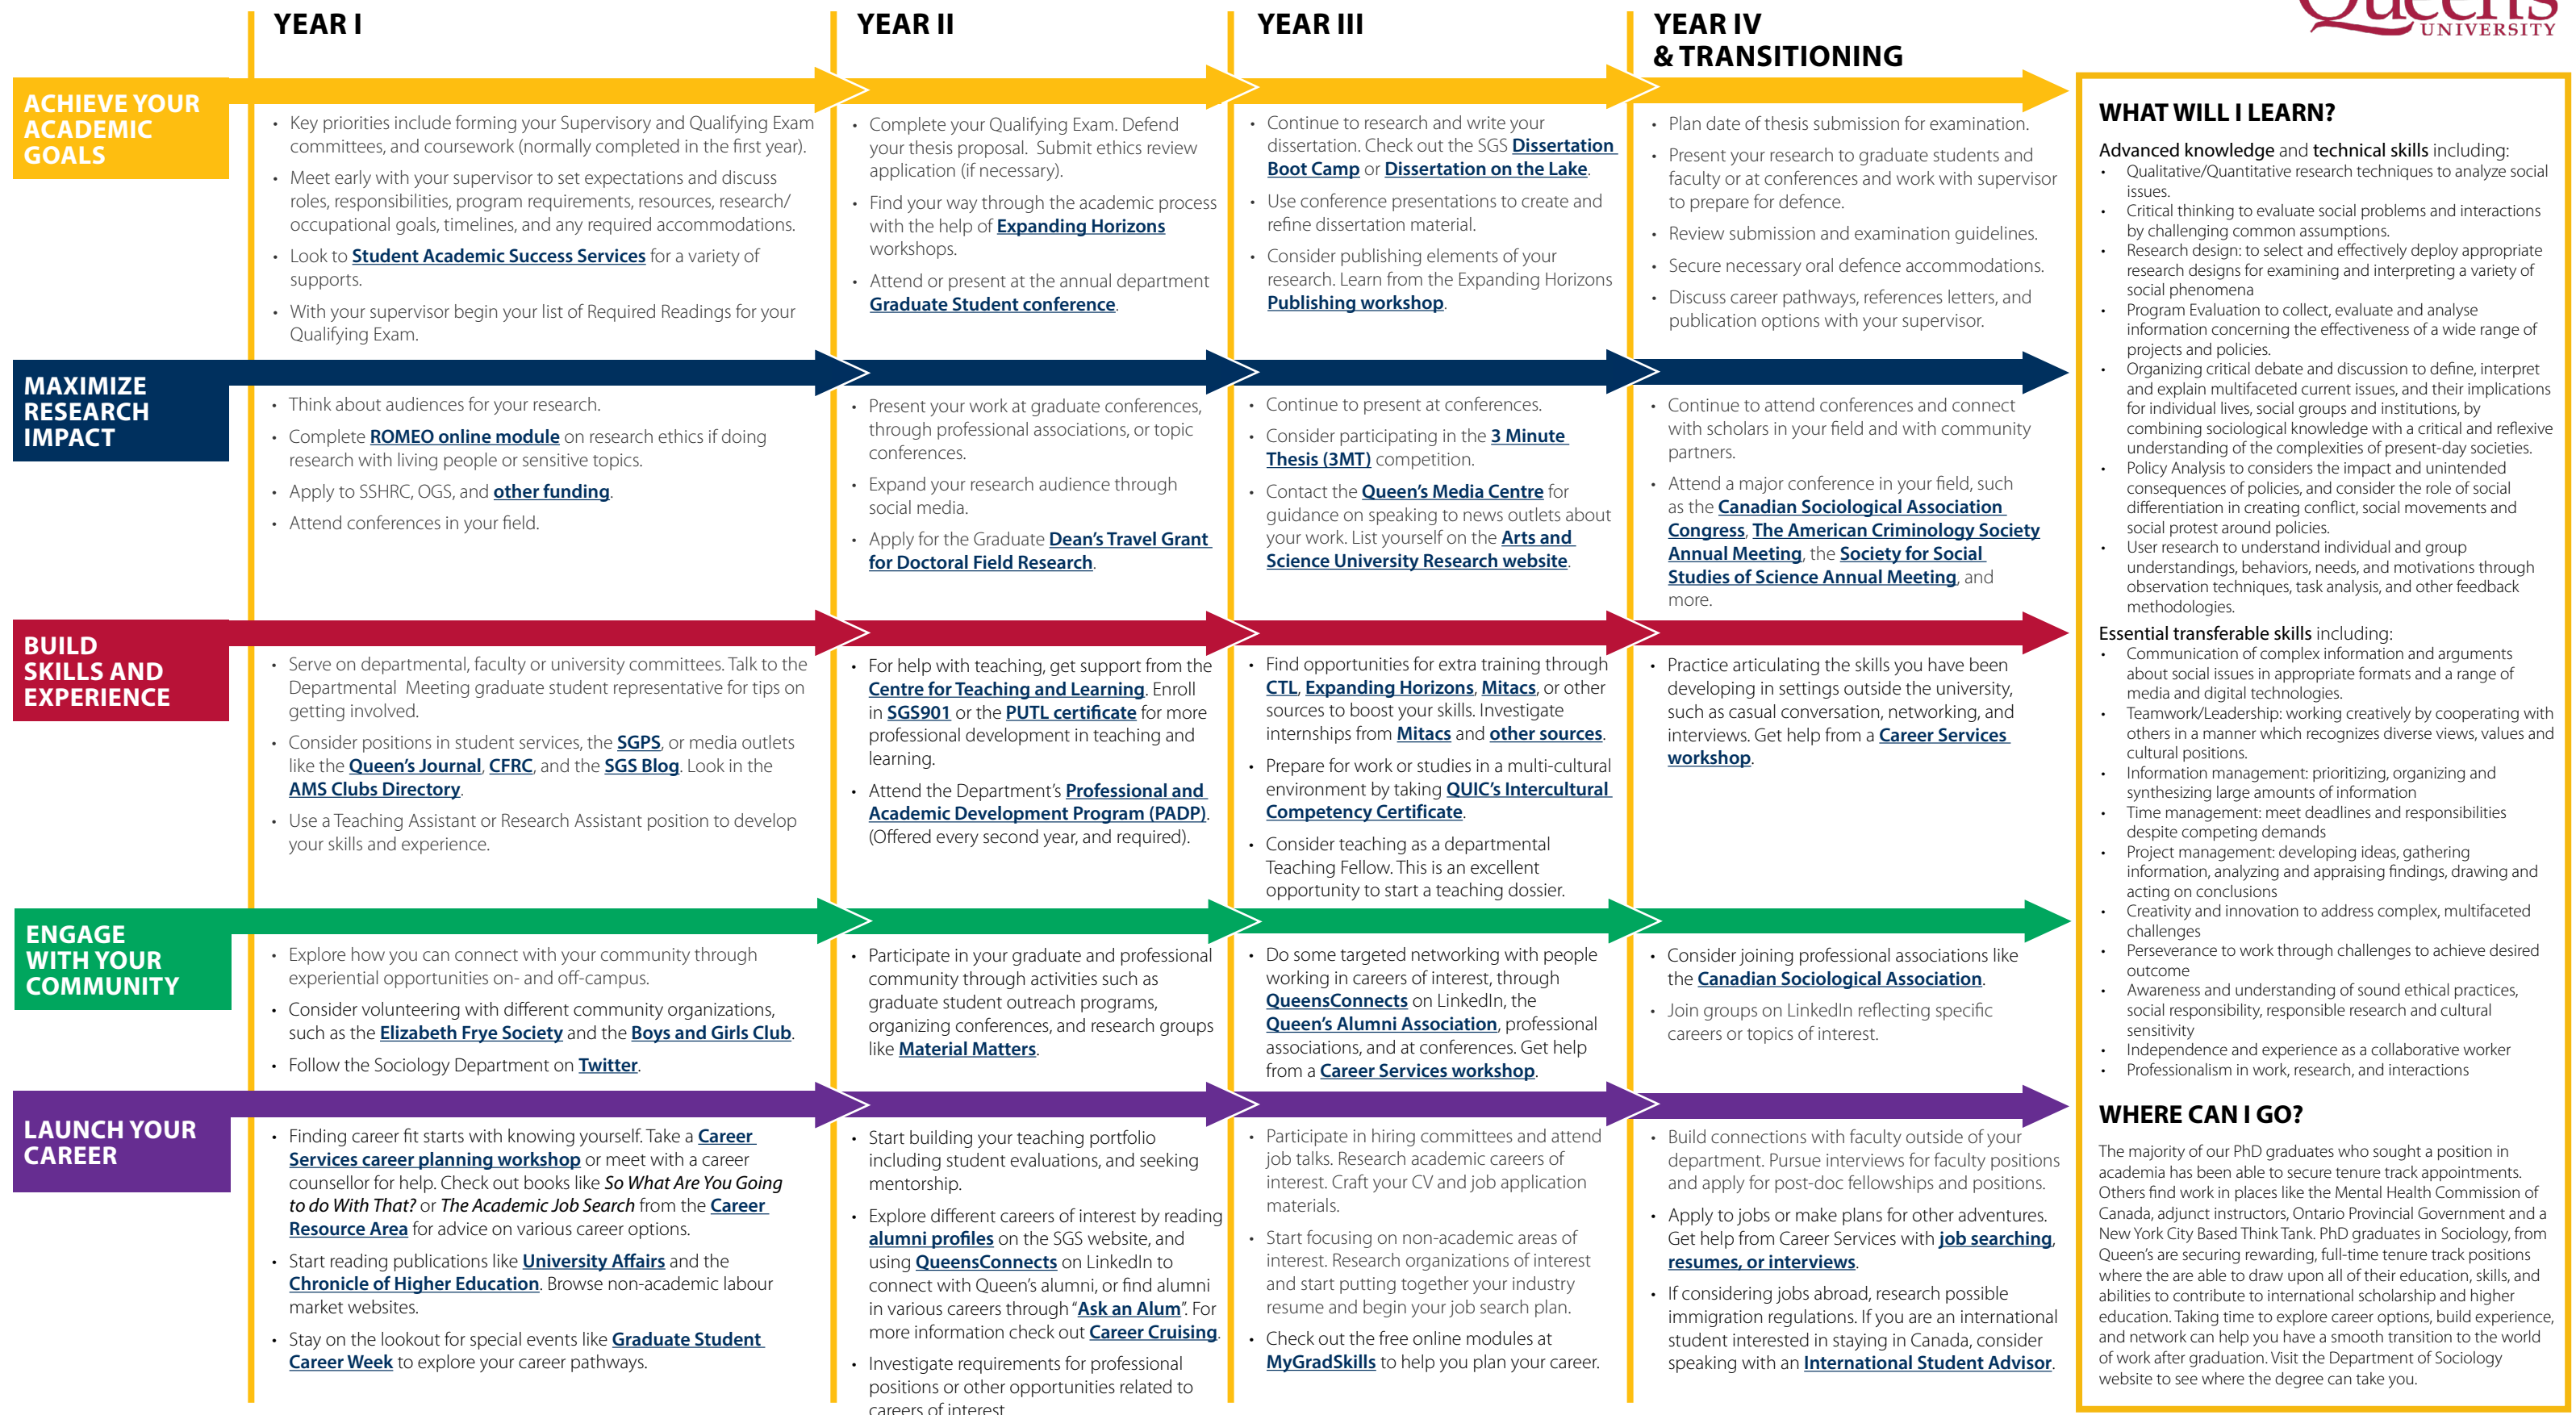 YEAR I
YEAR II
YEAR III
YEAR IV
& TRANSITIONING
Queen's
UNIVERSITY
ACHIEVE YOUR
ACADEMIC
GOALS
• Key priorities include forming your Supervisory and Qualifying Exam
committees, and coursework (normally completed in the first year).
• Meet early with your supervisor to set expectations and discuss
roles, responsibilities, program requirements, resources, research/
occupational goals, timelines, and any required accommodations.
• Look to Student Academic Success Services for a variety of
supports.
• With your supervisor begin your list of Required Readings for your
Qualifying Exam.
• Complete your Qualifying Exam. Defend
your thesis proposal. Submit ethics review
application (if necessary).
• Find your way through the academic process
with the help of Expanding Horizons
workshops.
• Attend or present at the annual department
Graduate Student conference.
• Continue to research and write your
dissertation. Check out the SGS Dissertation
Boot Camp or Dissertation on the Lake.
• Use conference presentations to create and
refine dissertation material.
• Consider publishing elements of your
research. Learn from the Expanding Horizons
Publishing workshop.
• Plan date of thesis submission for examination.
• Present your research to graduate students and
faculty or at conferences and work with supervisor
to prepare for defence.
• Review submission and examination guidelines.
• Secure necessary oral defence accommodations.
• Discuss career pathways, references letters, and
publication options with your supervisor.
MAXIMIZE
RESEARCH
IMPACT
• Think about audiences for your research.
• Complete ROMEO online module on research ethics if doing
research with living people or sensitive topics.
• Apply to SSHRC, OGS, and other funding.
• Attend conferences in your field.
• Present your work at graduate conferences,
through professional associations, or topic
conferences.
• Expand your research audience through
social media.
• Apply for the Graduate Dean's Travel Grant
for Doctoral Field Research.
• Continue to present at conferences.
• Consider participating in the 3 Minute
Thesis (3MT) competition.
• Contact the Queen's Media Centre for
guidance on speaking to news outlets about
your work. List yourself on the Arts and
Science University Research website.
• Continue to attend conferences and connect
with scholars in your field and with community
partners.
• Attend a major conference in your field, such
as the Canadian Sociological Association
Congress, The American Criminology Society
Annual Meeting, the Society for Social
Studies of Science Annual Meeting, and
more.
BUILD
SKILLS AND
EXPERIENCE
• Serve on departmental, faculty or university committees. Talk to the
Departmental Meeting graduate student representative for tips on
getting involved.
• Consider positions in student services, the SGPS, or media outlets
like the Queen's Journal, CFRC, and the SGS Blog. Look in the
AMS Clubs Directory.
• Use a Teaching Assistant or Research Assistant position to develop
your skills and experience.
• For help with teaching, get support from the
Centre for Teaching and Learning. Enroll
in SGS901 or the PUTL certificate for more
professional development in teaching and
learning.
• Attend the Department's Professional and
Academic Development Program (PADP).
(Offered every second year, and required).
• Find opportunities for extra training through
CTL, Expanding Horizons, Mitacs, or other
sources to boost your skills. Investigate
internships from Mitacs and other sources.
• Prepare for work or studies in a multi-cultural
environment by taking QUIC's Intercultural
Competency Certificate.
• Consider teaching as a departmental
Teaching Fellow. This is an excellent
opportunity to start a teaching dossier.
• Practice articulating the skills you have been
developing in settings outside the university,
such as casual conversation, networking, and
interviews. Get help from a Career Services
workshop.
ENGAGE
WITH YOUR
COMMUNITY
• Explore how you can connect with your community through
experiential opportunities on- and off-campus.
• Consider volunteering with different community organizations,
such as the Elizabeth Frye Society and the Boys and Girls Club.
• Follow the Sociology Department on Twitter.
• Participate in your graduate and professional
community through activities such as
graduate student outreach programs,
organizing conferences, and research groups
like Material Matters.
• Do some targeted networking with people
working in careers of interest, through
QueensConnects on LinkedIn, the
Queen's Alumni Association, professional
associations, and at conferences. Get help
from a Career Services workshop.
• Consider joining professional associations like
the Canadian Sociological Association.
• Join groups on LinkedIn reflecting specific
careers or topics of interest.
LAUNCH YOUR
CAREER
• Finding career fit starts with knowing yourself. Take a Career
Services career planning workshop or meet with a career
counsellor for help. Check out books like So What Are You Going
to do With That? or The Academic Job Search from the Career
Resource Area for advice on various career options.
• Start reading publications like University Affairs and the
Chronicle of Higher Education. Browse non-academic labour
market websites.
• Stay on the lookout for special events like Graduate Student
Career Week to explore your career pathways.
• Start building your teaching portfolio
including student evaluations, and seeking
mentorship.
• Explore different careers of interest by reading
alumni profiles on the SGS website, and
using QueensConnects on LinkedIn to
connect with Queen's alumni, or find alumni
in various careers through "Ask an Alum". For
more information check out Career Cruising.
• Investigate requirements for professional
positions or other opportunities related to
careers of interest
• Participate in hiring committees and attend
job talks. Research academic careers of
interest. Craft your CV and job application
materials.
• Start focusing on non-academic areas of
interest. Research organizations of interest
and start putting together your industry
resume and begin your job search plan.
• Check out the free online modules at
MyGradSkills to help you plan your career.
• Build connections with faculty outside of your
department. Pursue interviews for faculty positions
and apply for post-doc fellowships and positions.
• Apply to jobs or make plans for other adventures.
Get help from Career Services with job searching,
resumes, or interviews.
• If considering jobs abroad, research possible
immigration regulations. If you are an international
student interested in staying in Canada, consider
speaking with an International Student Advisor.
WHAT WILL I LEARN?
Advanced knowledge and technical skills including:
• Qualitative/Quantitative research techniques to analyze social
issues.
• Critical thinking to evaluate social problems and interactions
by challenging common assumptions.
• Research design: to select and effectively deploy appropriate
research designs for examining and interpreting a variety of
social phenomena
• Program Evaluation to collect, evaluate and analyse
information concerning the effectiveness of a wide range of
projects and policies.
• Organizing critical debate and discussion to define, interpret
and explain multifaceted current issues, and their implications
for individual lives, social groups and institutions, by
combining sociological knowledge with a critical and reflexive
understanding of the complexities of present-day societies.
• Policy Analysis to considers the impact and unintended
consequences of policies, and consider the role of social
differentiation in creating conflict, social movements and
social protest around policies.
• User research to understand individual and group
understandings, behaviors, needs, and motivations through
observation techniques, task analysis, and other feedback
methodologies.
Essential transferable skills including:
• Communication of complex information and arguments
about social issues in appropriate formats and a range of
media and digital technologies.
• Teamwork/Leadership: working creatively by cooperating with
others in a manner which recognizes diverse views, values and
cultural positions.
• Information management: prioritizing, organizing and
synthesizing large amounts of information
• Time management: meet deadlines and responsibilities
despite competing demands
• Project management: developing ideas, gathering
information, analyzing and appraising findings, drawing and
acting on conclusions
• Creativity and innovation to address complex, multifaceted
challenges
• Perseverance to work through challenges to achieve desired
outcome
• Awareness and understanding of sound ethical practices,
social responsibility, responsible research and cultural
sensitivity
• Independence and experience as a collaborative worker
• Professionalism in work, research, and interactions
WHERE CAN I GO?
The majority of our PhD graduates who sought a position in
academia has been able to secure tenure track appointments.
Others find work in places like the Mental Health Commission of
Canada, adjunct instructors, Ontario Provincial Government and a
New York City Based Think Tank. PhD graduates in Sociology, from
Queen's are securing rewarding, full-time tenure track positions
where the are able to draw upon all of their education, skills, and
abilities to contribute to international scholarship and higher
education. Taking time to explore career options, build experience,
and network can help you have a smooth transition to the world
of work after graduation. Visit the Department of Sociology
website to see where the degree can take you.